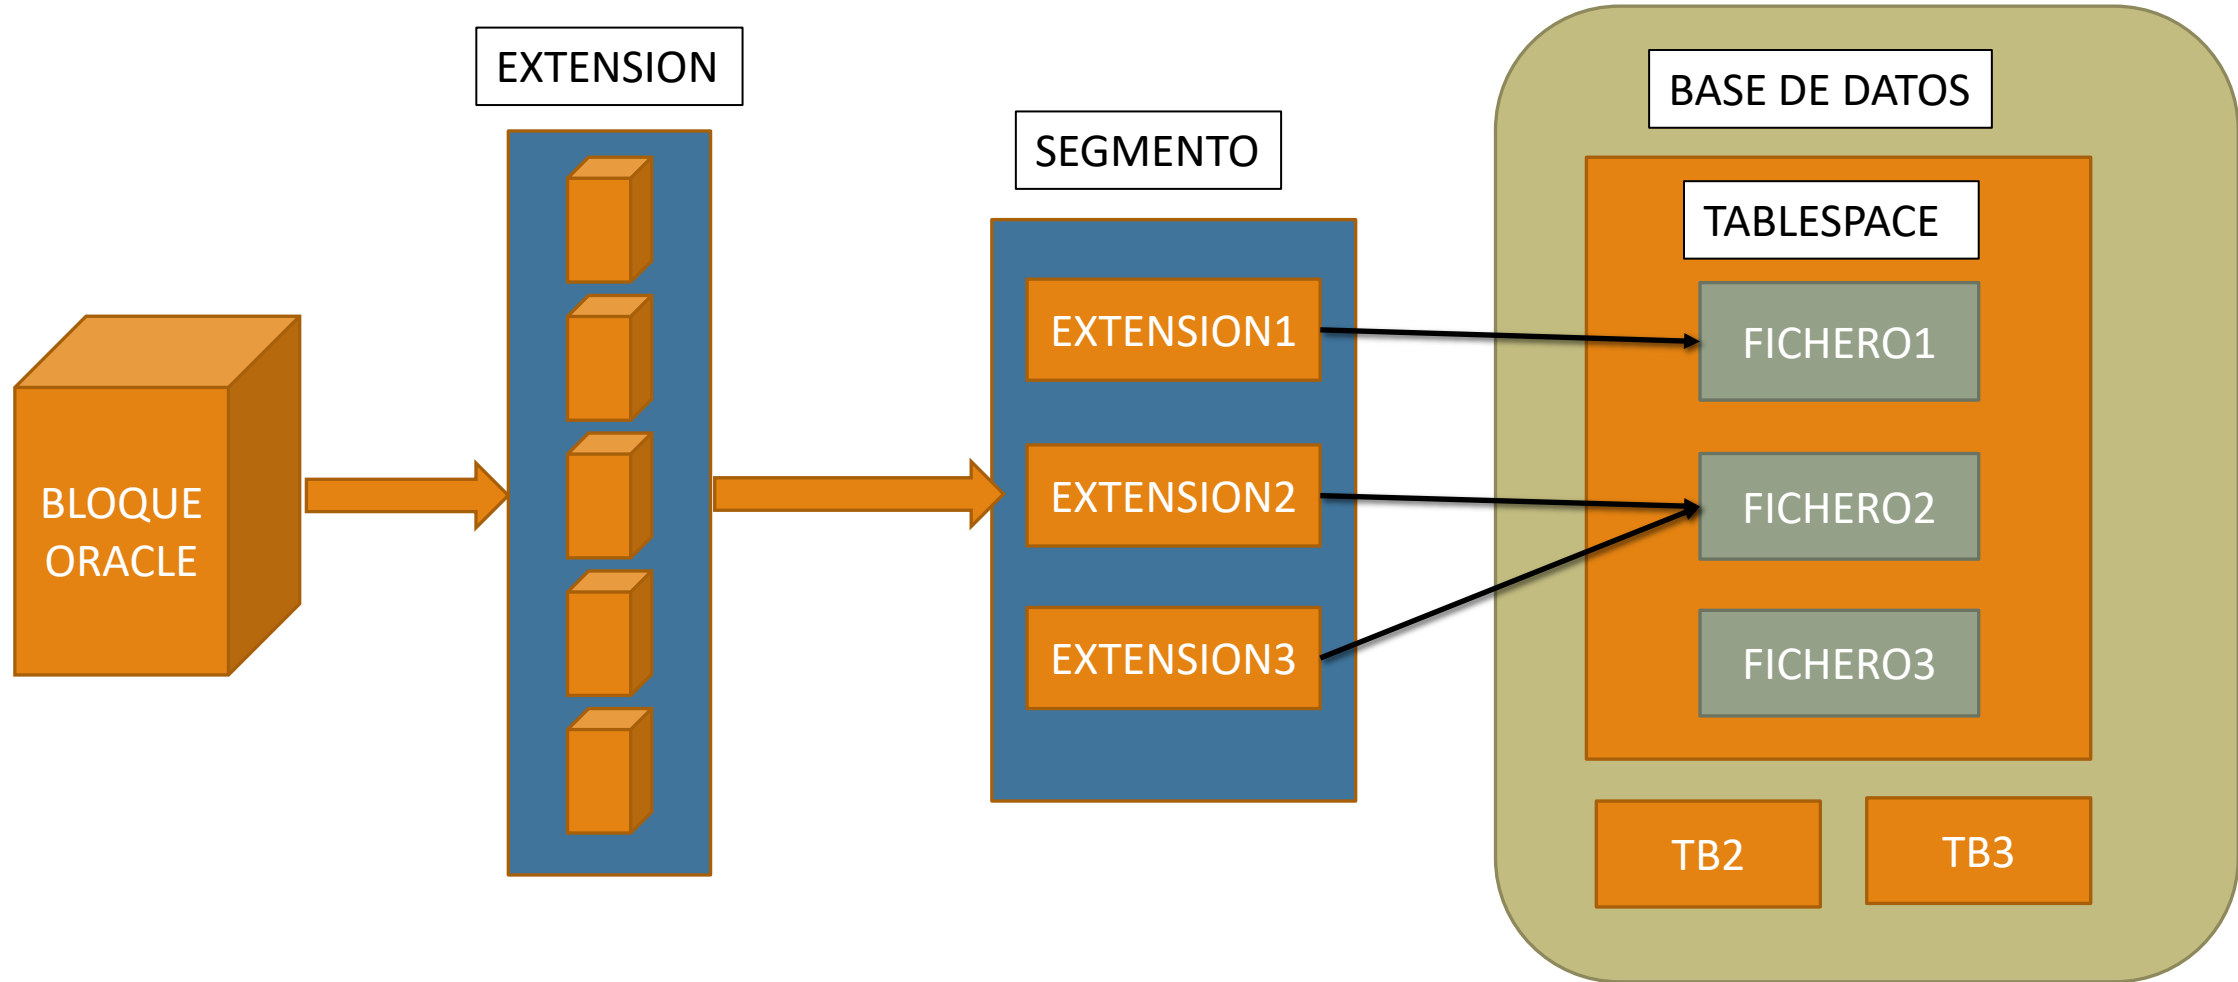 BLOQUE
ORACLE
EXTENSION
SEGMENTO
EXTENSION1
EXTENSION2
EXTENSION3
BASE DE DATOS
TABLESPACE
FICHERO1
FICHERO2
FICHERO3
TB2
TB3